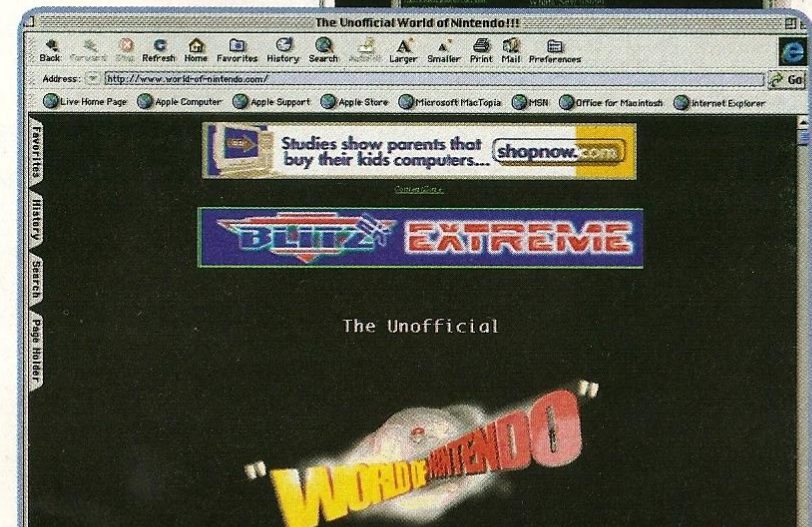 The Unofficial World of Nintendo!!!
Back Forward Stop Refresh Home Favorites History Search AutoFill Larger Smaller Print Mail Preferences
Address: http://www.world-of-nintendo.com/ Go
Live Home Page Apple Computer Apple Support Apple Store Microsoft MacTopia MSN Office for Macintosh Internet Explorer
Favorites
History
Search
Page Holder
Studies show parents that
buy their kids computers... shopnow.com
BLITZ EXTREME
The Unofficial
"WORLD OF NINTENDO"